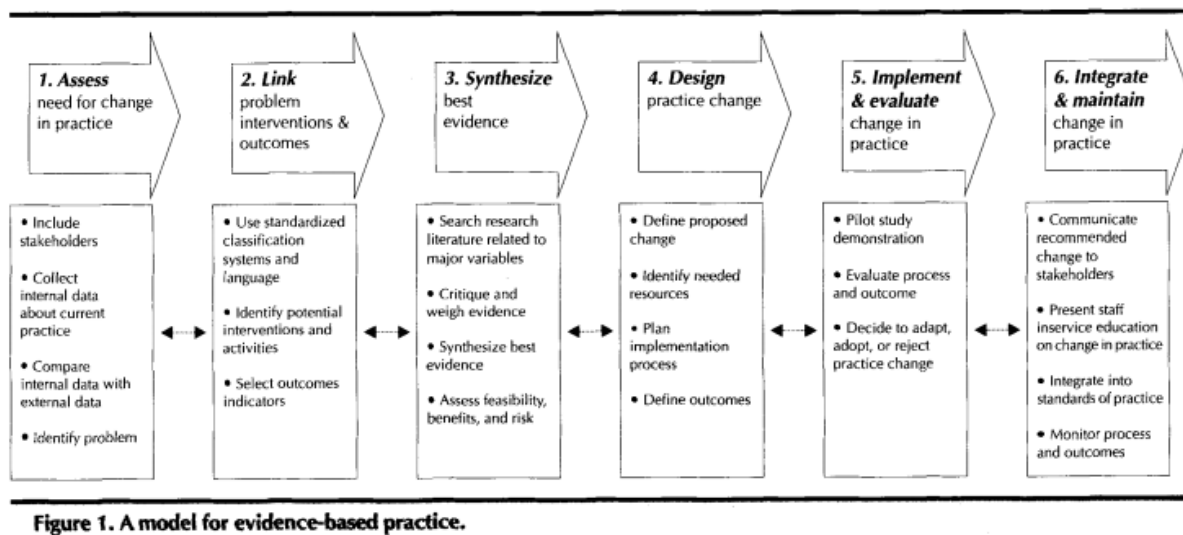 1. Assess
need for change
in practice
2. Link
problem
interventions &
outcomes
3. Synthesize
best
evidence
4. Design
practice change
5. Implement
& evaluate
change in
practice
6. Integrate
& maintain
change in
practice
• Include
stakeholders
• Collect
internal data
about current
practice
• Compare
internal data with
external data
• Identify problem
• Use standardized
classification
systems and
language
• Identify potential
interventions and
activities
• Select outcomes
indicators
• Search research
literature related to
major variables
• Critique and
weigh evidence
• Synthesize best
evidence
• Assess feasibility,
benefits, and risk
• Define proposed
change
• Identify needed
resources
• Plan
implementation
process
• Define outcomes
• Pilot study
demonstration
• Evaluate process
and outcome
• Decide to adapt,
adopt, or reject
practice change
• Communicate
recommended
change to
stakeholders
• Present staff
inservice education
on change in practice
• Integrate into
standards of practice
• Monitor process
and outcomes
Figure 1. A model for evidence-based practice.